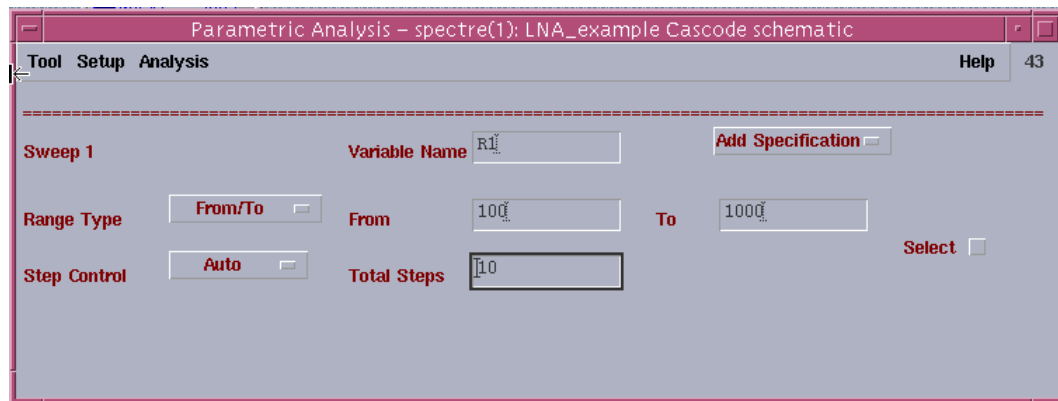 Parametric Analysis – spectre(1): LNA_example Cascode schematic
Tool Setup Analysis Help 43
================================================================================
Sweep 1 Variable Name R1 Add Specification
Range Type From/To From 100 To 1000
Select
Step Control Auto Total Steps 10